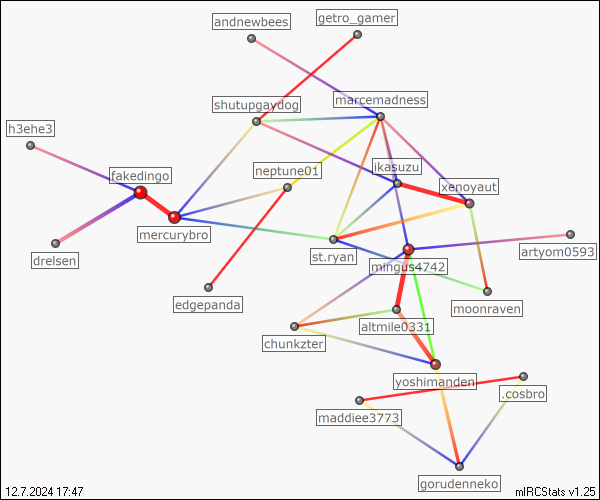 getro_gamer
andnewbees
marcemadness
shutupgaydog
h3ehe3
ikasuzu
neptune01
fakedingo
xenoyaut
mercurybro
artyom0593
st.ryan
drelsen
mingus4742
edgepanda
moonraven
altmile0331
chunkzter
yoshimanden
.cosbro
maddiee3773
gorudenneko
12.7.2024 17:47
mIRCStats v1.25